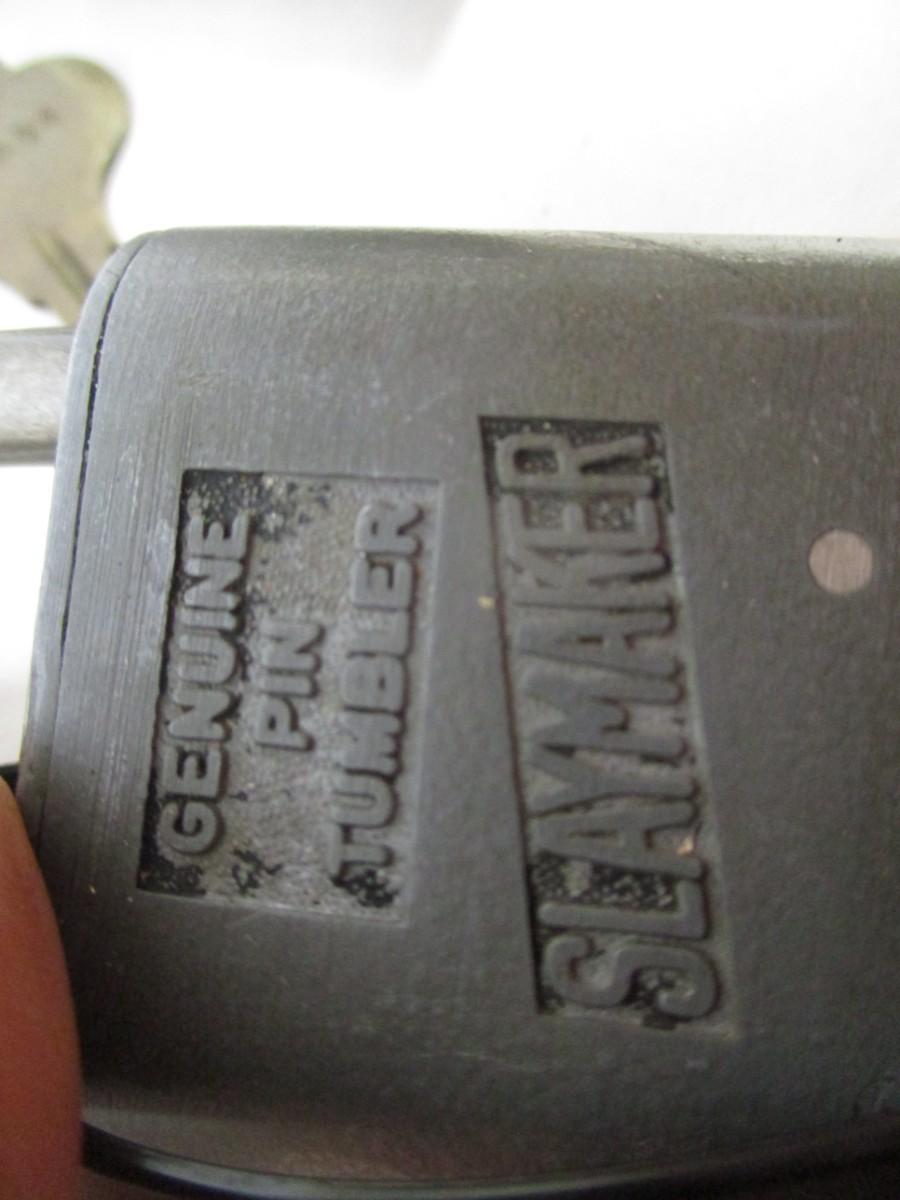 GENUINE
PIN
TUMBLER
SLAYMAKER